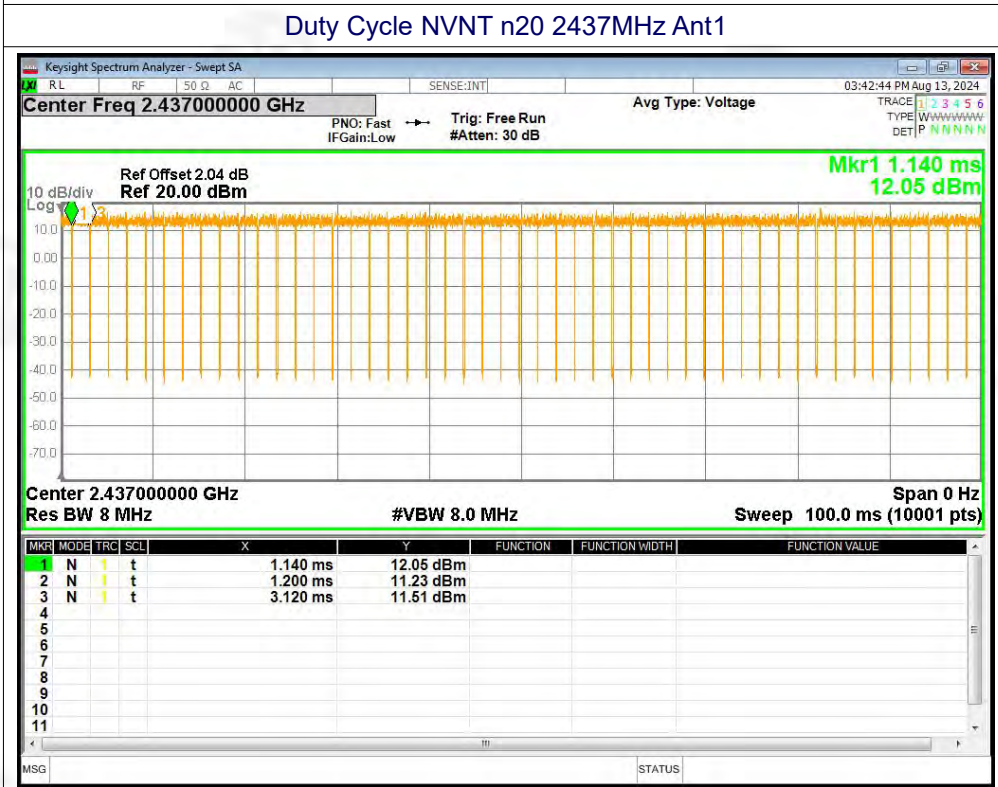 Duty Cycle NVNT n20 2437MHz Ant1
Keysight Spectrum Analyzer - Swept SA
LXI RL RF 50 Ω AC SENSE:INT 03:42:44 PM Aug 13, 2024
Center Freq 2.437000000 GHz Avg Type: Voltage TRACE 1 2 3 4 5 6
PNO: Fast Trig: Free Run TYPE WWWWWWW
IFGain:Low #Atten: 30 dB DET P N N N N N
Mkr1 1.140 ms
12.05 dBm
Ref Offset 2.04 dB
10 dB/div Ref 20.00 dBm
Log
1 3
10.0
0.00
-10.0
-20.0
-30.0
-40.0
-50.0
-60.0
-70.0
Center 2.437000000 GHz Span 0 Hz
Res BW 8 MHz #VBW 8.0 MHz Sweep 100.0 ms (10001 pts)
MKR MODE TRC SCL X Y FUNCTION FUNCTION WIDTH FUNCTION VALUE
1 N 1 t 1.140 ms 12.05 dBm
2 N 1 t 1.200 ms 11.23 dBm
3 N 1 t 3.120 ms 11.51 dBm
4
5
6
7
8
9
10
11
MSG STATUS